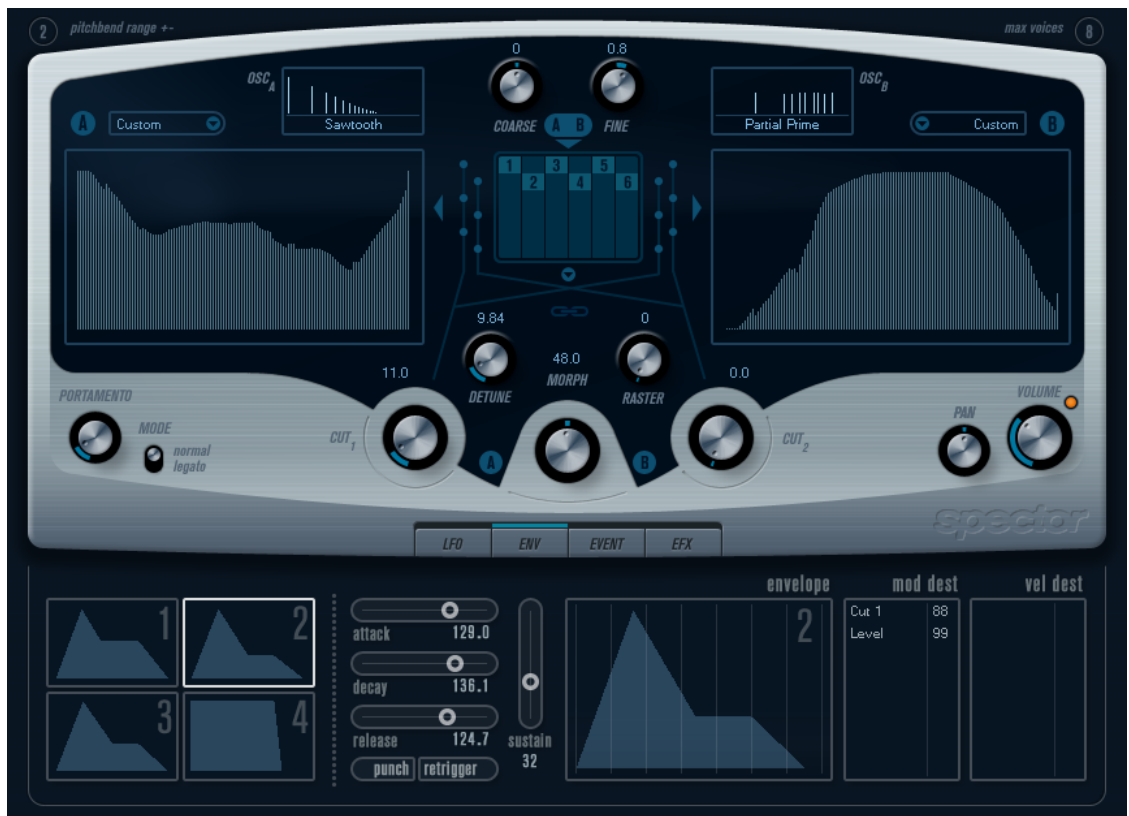 2 pitchbend range +-
max voices 8
0
0.8
OSC A
OSC B
A Custom
Sawtooth
COARSE A B FINE
Partial Prime
Custom B
1 2 3 4 5 6
9.84
0
48.0
MORPH
11.0
0.0
DETUNE
RASTER
PORTAMENTO
VOLUME
MODE
normal
legato
CUT 1
CUT 2
PAN
A
B
spector
LFO ENV EVENT EFX
envelope
mod dest
vel dest
1
2
3
4
attack 129.0
decay 136.1
release 124.7
sustain
32
punch retrigger
2
Cut 1 88
Level 99